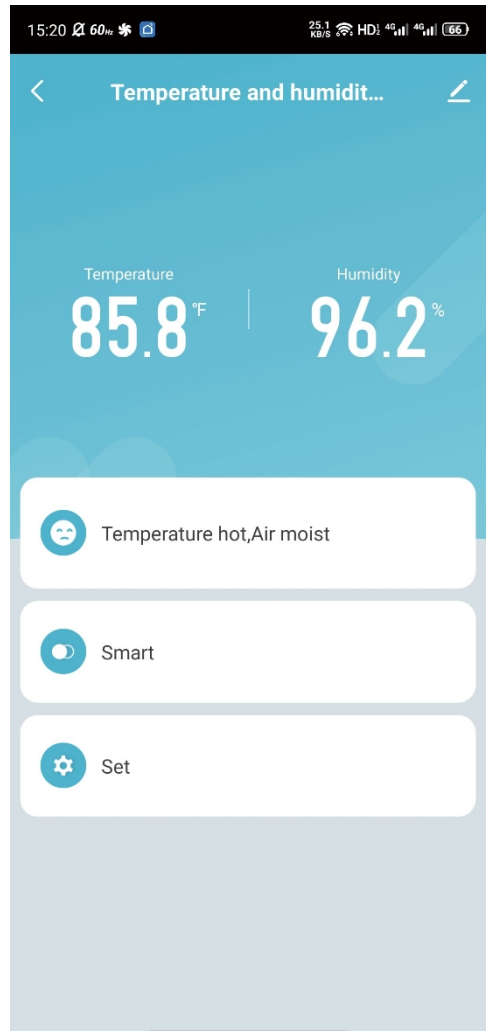 15:20 60Hz 25.1 KB/S HD2 4G 4G 66
Temperature and humidit...
Temperature Humidity
85.8 °F 96.2 %
Temperature hot,Air moist
Smart
Set